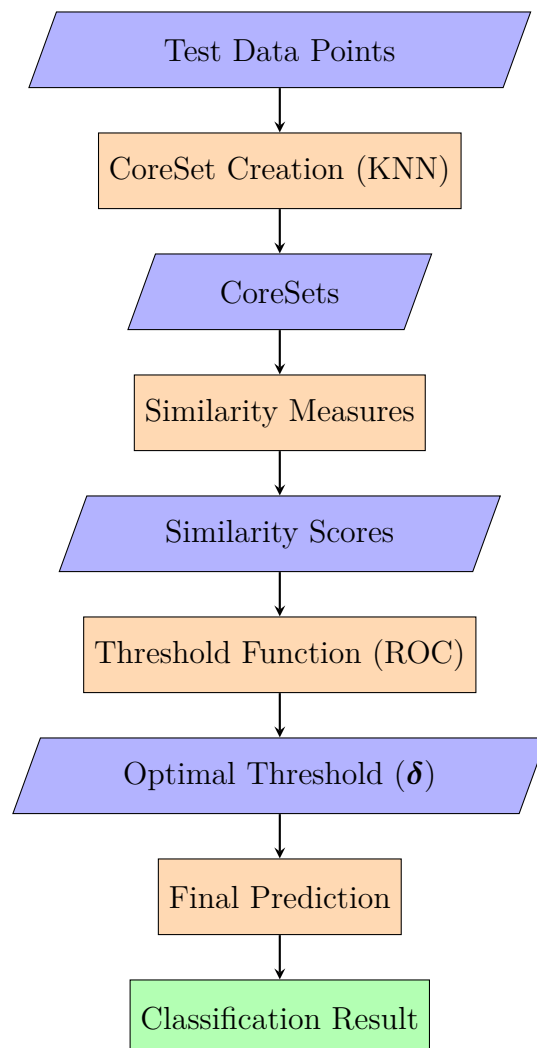 Test Data Points
CoreSet Creation (KNN)
CoreSets
Similarity Measures
Similarity Scores
Threshold Function (ROC)
Optimal Threshold (δ)
Final Prediction
Classification Result